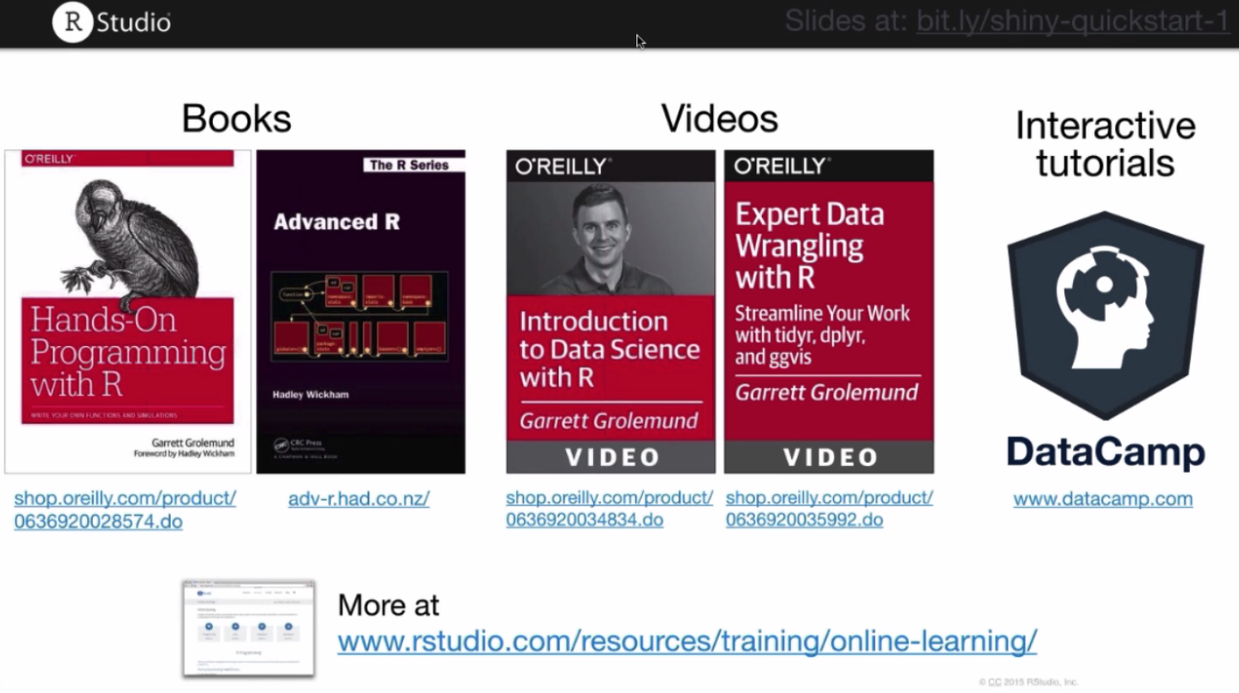 R Studio
Slides at: bit.ly/shiny-quickstart-1
Books
O'REILLY
Hands-On
Programming
with R
WRITE YOUR OWN FUNCTIONS AND SIMULATIONS
Garrett Grolemund
Foreword by Hadley Wickham
shop.oreilly.com/product/
0636920028574.do
The R Series
Advanced R
Hadley Wickham
CRC Press
adv-r.had.co.nz/
Videos
O'REILLY
Introduction
to Data Science
with R
Garrett Grolemund
VIDEO
shop.oreilly.com/product/
0636920034834.do
O'REILLY
Expert Data
Wrangling
with R
Streamline Your Work
with tidyr, dplyr,
and ggvis
Garrett Grolemund
VIDEO
shop.oreilly.com/product/
0636920035992.do
Interactive
tutorials
DataCamp
www.datacamp.com
More at
www.rstudio.com/resources/training/online-learning/
© CC 2015 RStudio, Inc.